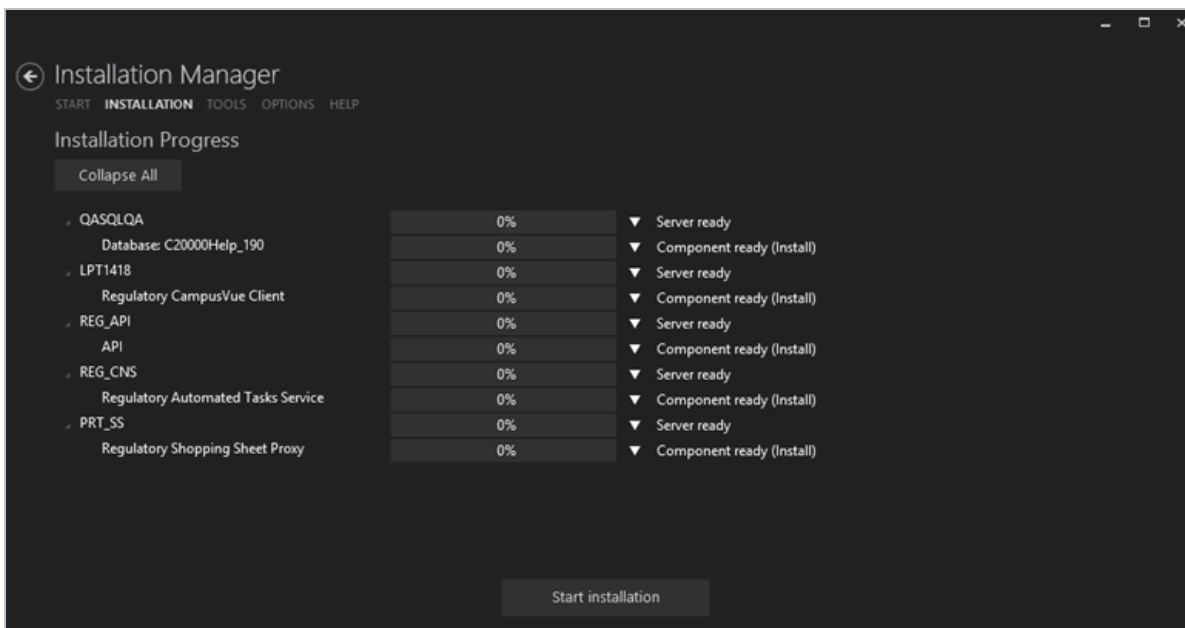 Installation Manager
START INSTALLATION TOOLS OPTIONS HELP
Installation Progress
Collapse All
QASQLQA 0% Server ready
Database: C20000Help_190 0% Component ready (Install)
LPT1418 0% Server ready
Regulatory CampusVue Client 0% Component ready (Install)
REG_API 0% Server ready
API 0% Component ready (Install)
REG_CNS 0% Server ready
Regulatory Automated Tasks Service 0% Component ready (Install)
PRT_SS 0% Server ready
Regulatory Shopping Sheet Proxy 0% Component ready (Install)
Start installation